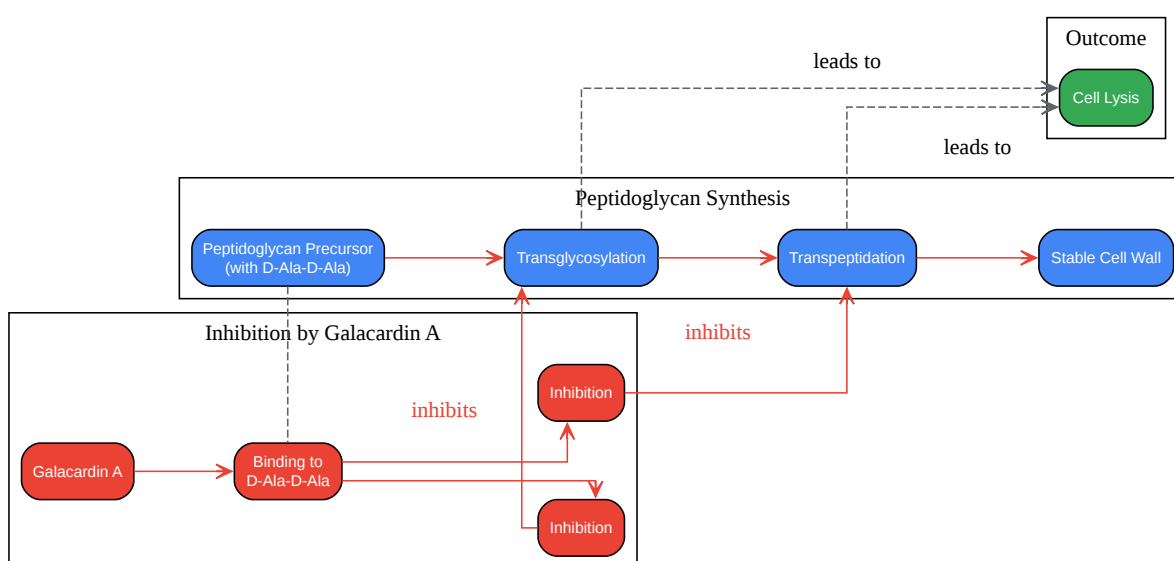 Outcome
leads to
Cell Lysis
leads to
Peptidoglycan Synthesis
Peptidoglycan Precursor
(with D-Ala-D-Ala)
Transglycosylation
Transpeptidation
Stable Cell Wall
Inhibition by Galacardin A
inhibits
Inhibition
inhibits
Galacardin A
Binding to
D-Ala-D-Ala
Inhibition